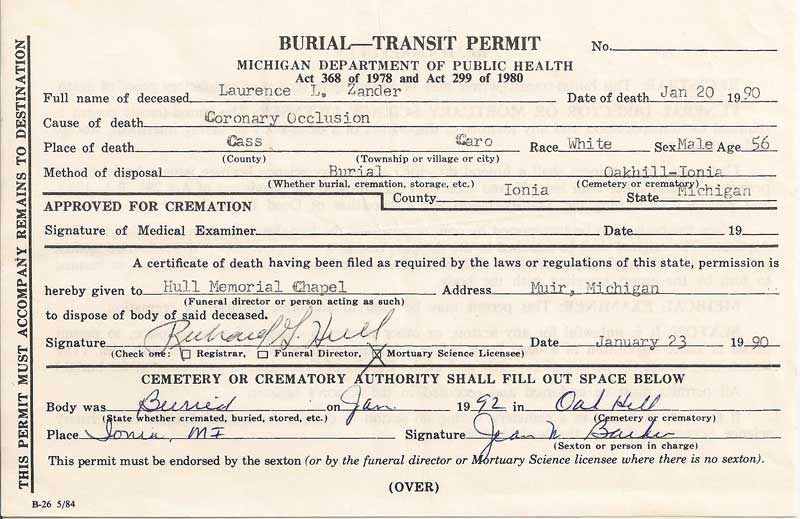 BURIAL—TRANSIT PERMIT No.
MICHIGAN DEPARTMENT OF PUBLIC HEALTH
Act 368 of 1978 and Act 299 of 1980
Full name of deceased Laurence L. Zander Date of death Jan 20 1990
Cause of death Coronary Occlusion
Place of death Cass Caro Race White Sex Male Age 56
(County) (Township or village or city)
Method of disposal Burial Oakhill-Ionia
(Whether burial, cremation, storage, etc.) (Cemetery or crematory)
County Ionia State Michigan
APPROVED FOR CREMATION
Signature of Medical Examiner Date 19
A certificate of death having been filed as required by the laws or regulations of this state, permission is
hereby given to Hull Memorial Chapel Address Muir, Michigan
(Funeral director or person acting as such)
to dispose of body of said deceased.
Signature Richard G. Hull Date January 23 1990
(Check one: Registrar, Funeral Director, X Mortuary Science Licensee)
CEMETERY OR CREMATORY AUTHORITY SHALL FILL OUT SPACE BELOW
Body was Burried on Jan 1992 in Oak Hill
(State whether cremated, buried, stored, etc.) (Cemetery or crematory)
Place Ionia, MI Signature Jean N. Barker
(Sexton or person in charge)
This permit must be endorsed by the sexton (or by the funeral director or Mortuary Science licensee where there is no sexton).
(OVER)
B-26 5/84
THIS PERMIT MUST ACCOMPANY REMAINS TO DESTINATION